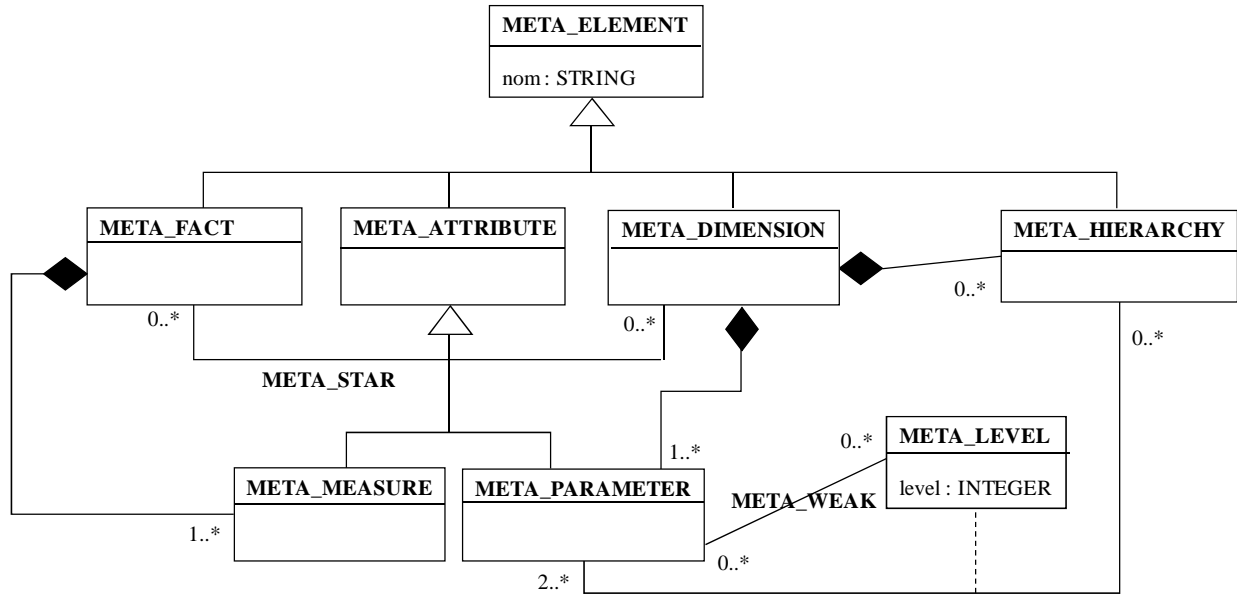 META_ELEMENT
nom : STRING
META_FACT
META_ATTRIBUTE
META_DIMENSION
META_HIERARCHY
0..*
0..*
0..*
0..*
META_STAR
META_LEVEL
level : INTEGER
0..*
1..*
META_MEASURE
META_PARAMETER
META_WEAK
1..*
0..*
2..*